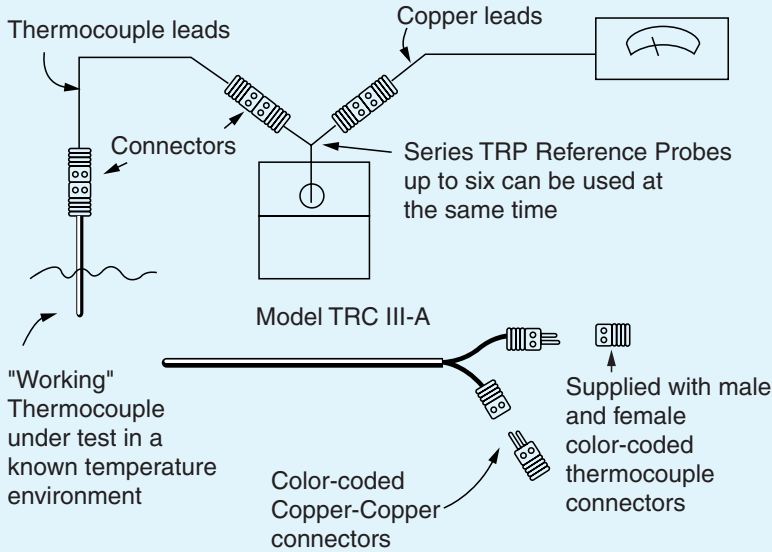 Copper leads
Thermocouple leads
Connectors
Series TRP Reference Probes
up to six can be used at
the same time
Model TRC III-A
"Working"
Thermocouple
under test in a
known temperature
environment
Supplied with male
and female
color-coded
thermocouple
connectors
Color-coded
Copper-Copper
connectors